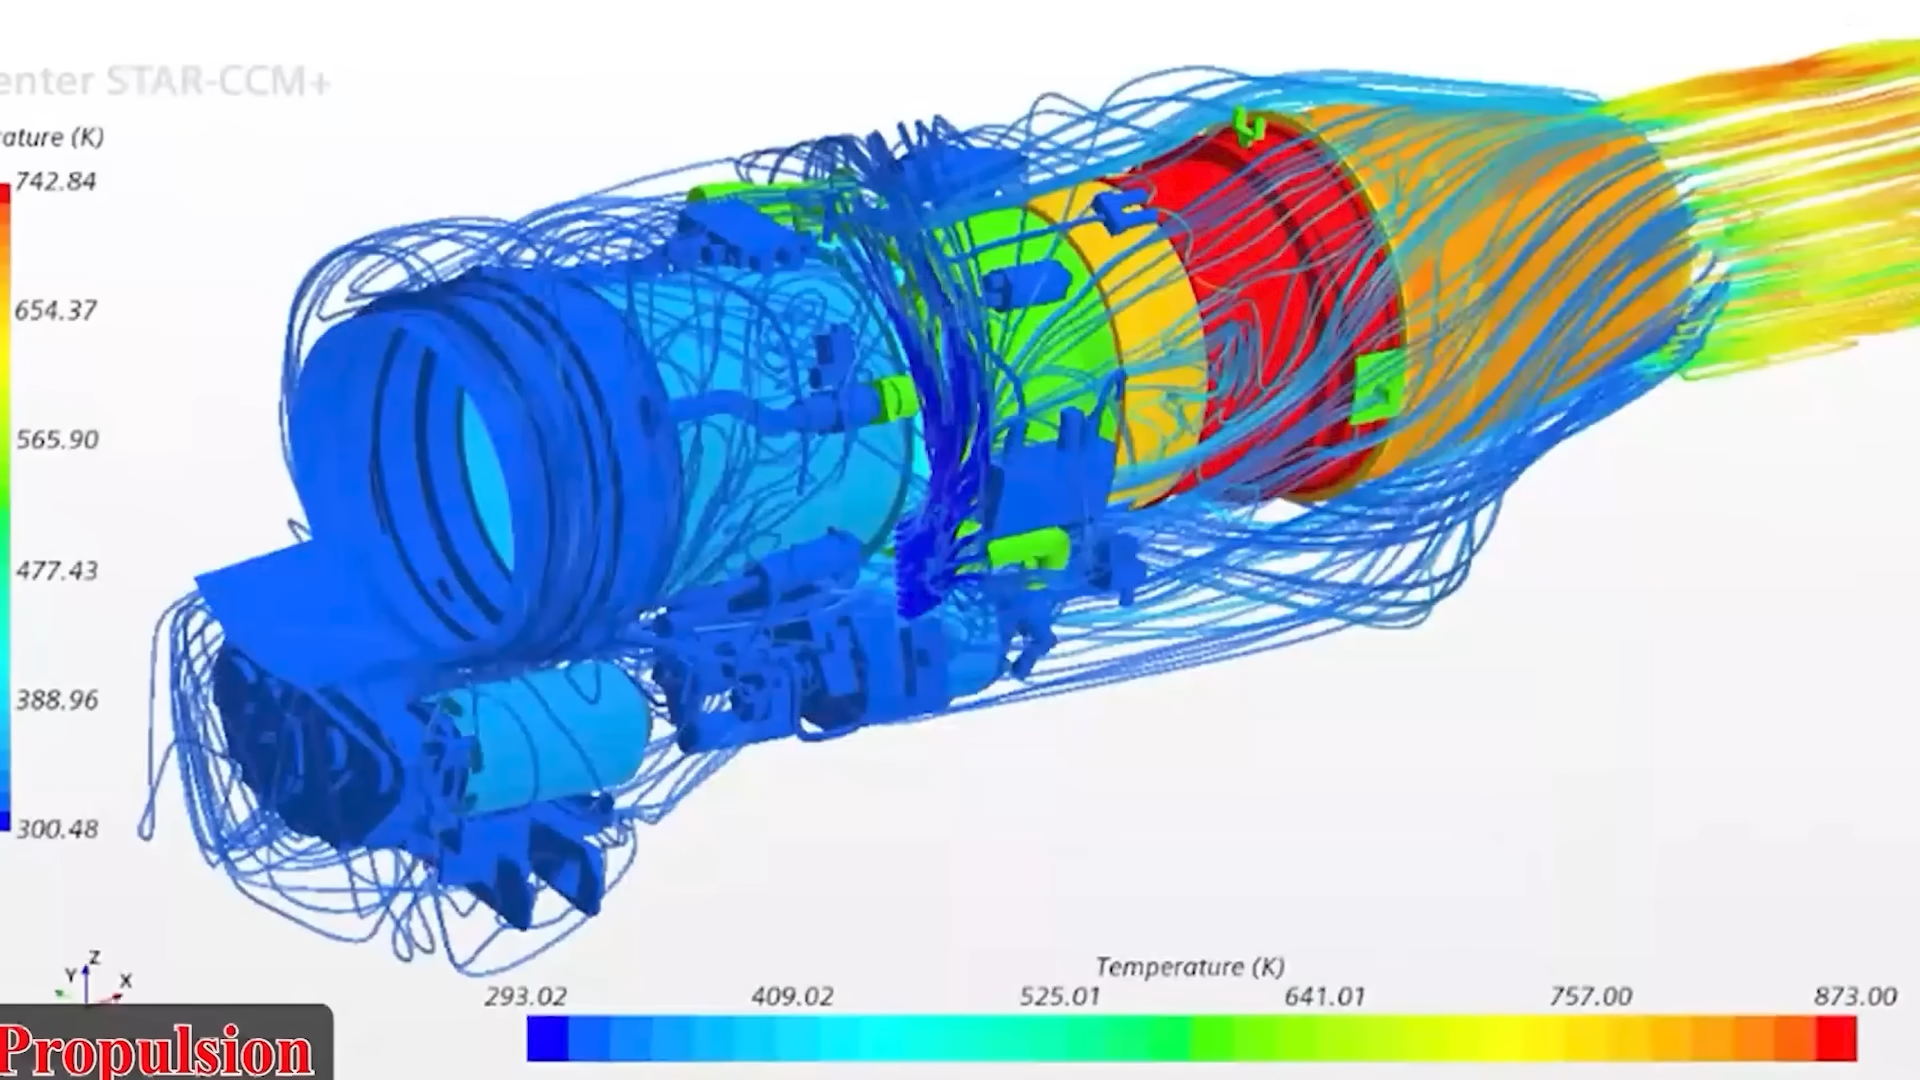 enter STAR-CCM+
ature (K)
742.84
654.37
565.90
477.43
388.96
300.48
Z
Y
X
Temperature (K)
293.02 409.02 525.01 641.01 757.00 873.00
Propulsion